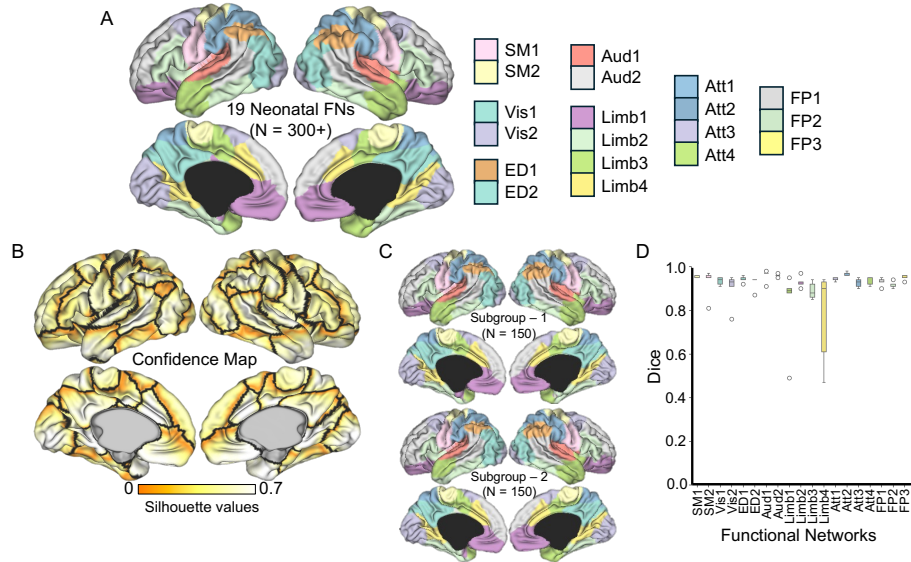 A
19 Neonatal FNs
(N = 300+)
SM1
SM2
Vis1
Vis2
ED1
ED2
Aud1
Aud2
Limb1
Limb2
Limb3
Limb4
Att1
Att2
Att3
Att4
FP1
FP2
FP3
B
Confidence Map
0
0.7
Silhouette values
C
Subgroup – 1
(N = 150)
Subgroup – 2
(N = 150)
D
Dice
1.0
0.8
0.6
0.4
0.2
0.0
SM1
SM2
Vis1
Vis2
ED1
ED2
Aud1
Aud2
Limb1
Limb2
Limb3
Limb4
Att1
Att2
Att3
Att4
FP1
FP2
FP3
Functional Networks